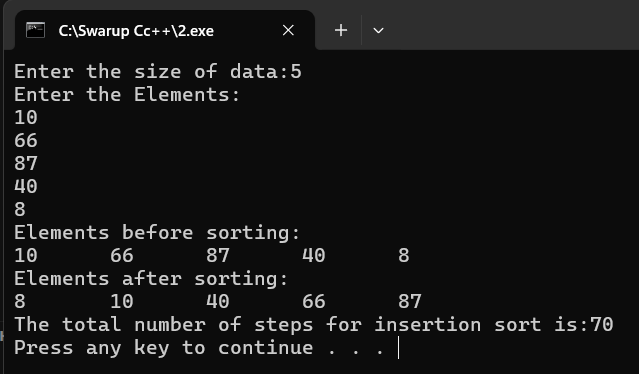 C:\Swarup Cc++\2.exe
Enter the size of data:5
Enter the Elements:
10
66
87
40
8
Elements before sorting:
10 66 87 40 8
Elements after sorting:
8 10 40 66 87
The total number of steps for insertion sort is:70
Press any key to continue . . .